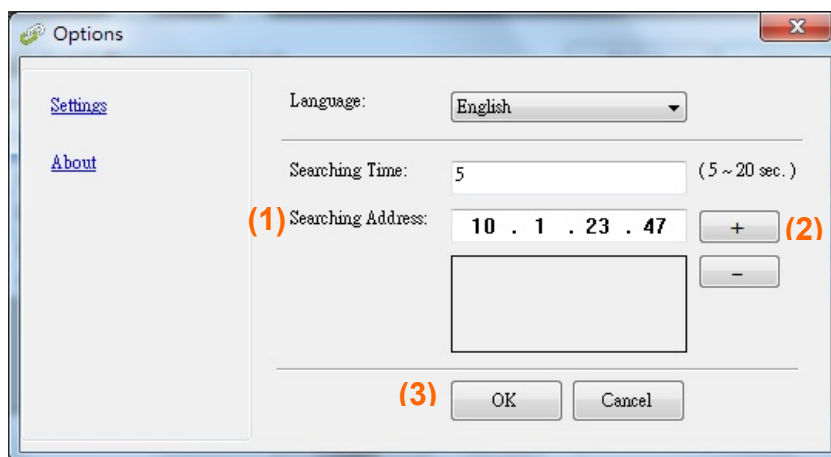 Options
Settings
About
Language:
English
Searching Time:
5
( 5 ~ 20 sec. )
(1) Searching Address:
10 . 1 . 23 . 47
+
(2)
-
(3)
OK
Cancel